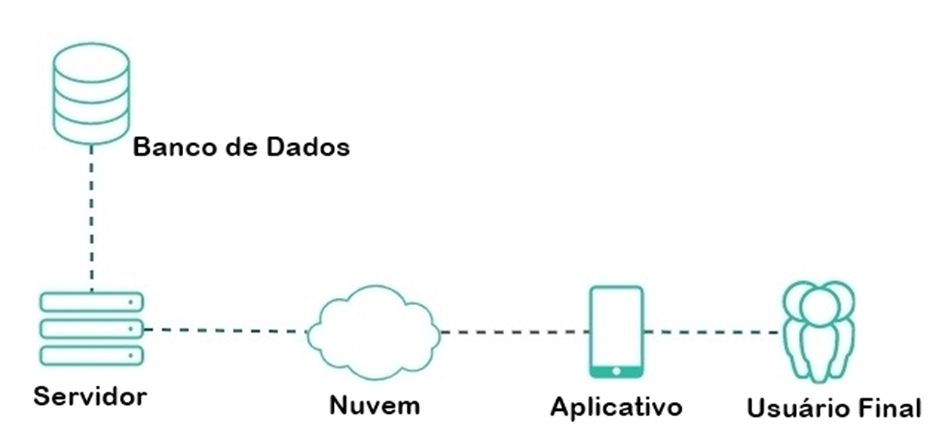 Banco de Dados
Servidor
Nuvem
Aplicativo
Usuário Final